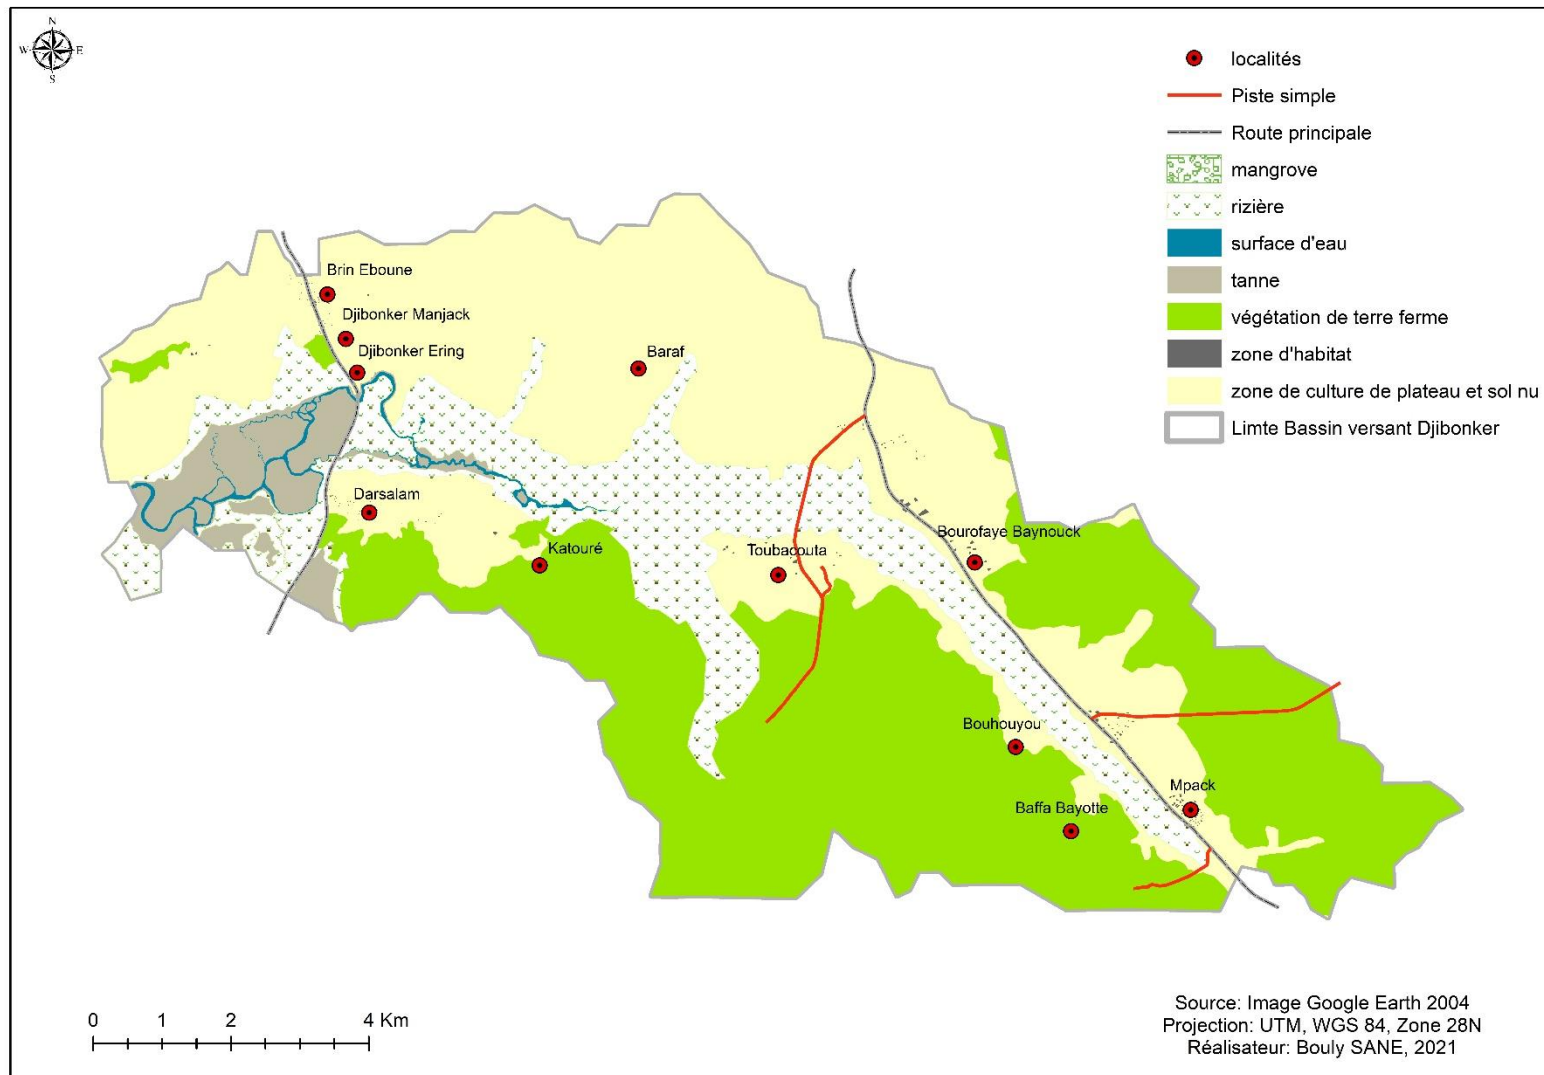 N
W E
S
localités
Piste simple
Route principale
mangrove
rizière
surface d'eau
tanne
végétation de terre ferme
zone d'habitat
zone de culture de plateau et sol nu
Limte Bassin versant Djibonker
Brin Eboune
Djibonker Manjack
Djibonker Ering
Baraf
Darsalam
Katouré
Toubacouta
Bourofaye Baynouck
Bouhouyou
Baffa Bayotte
Mpack
0 1 2 4 Km
Source: Image Google Earth 2004
Projection: UTM, WGS 84, Zone 28N
Réalisateur: Bouly SANE, 2021